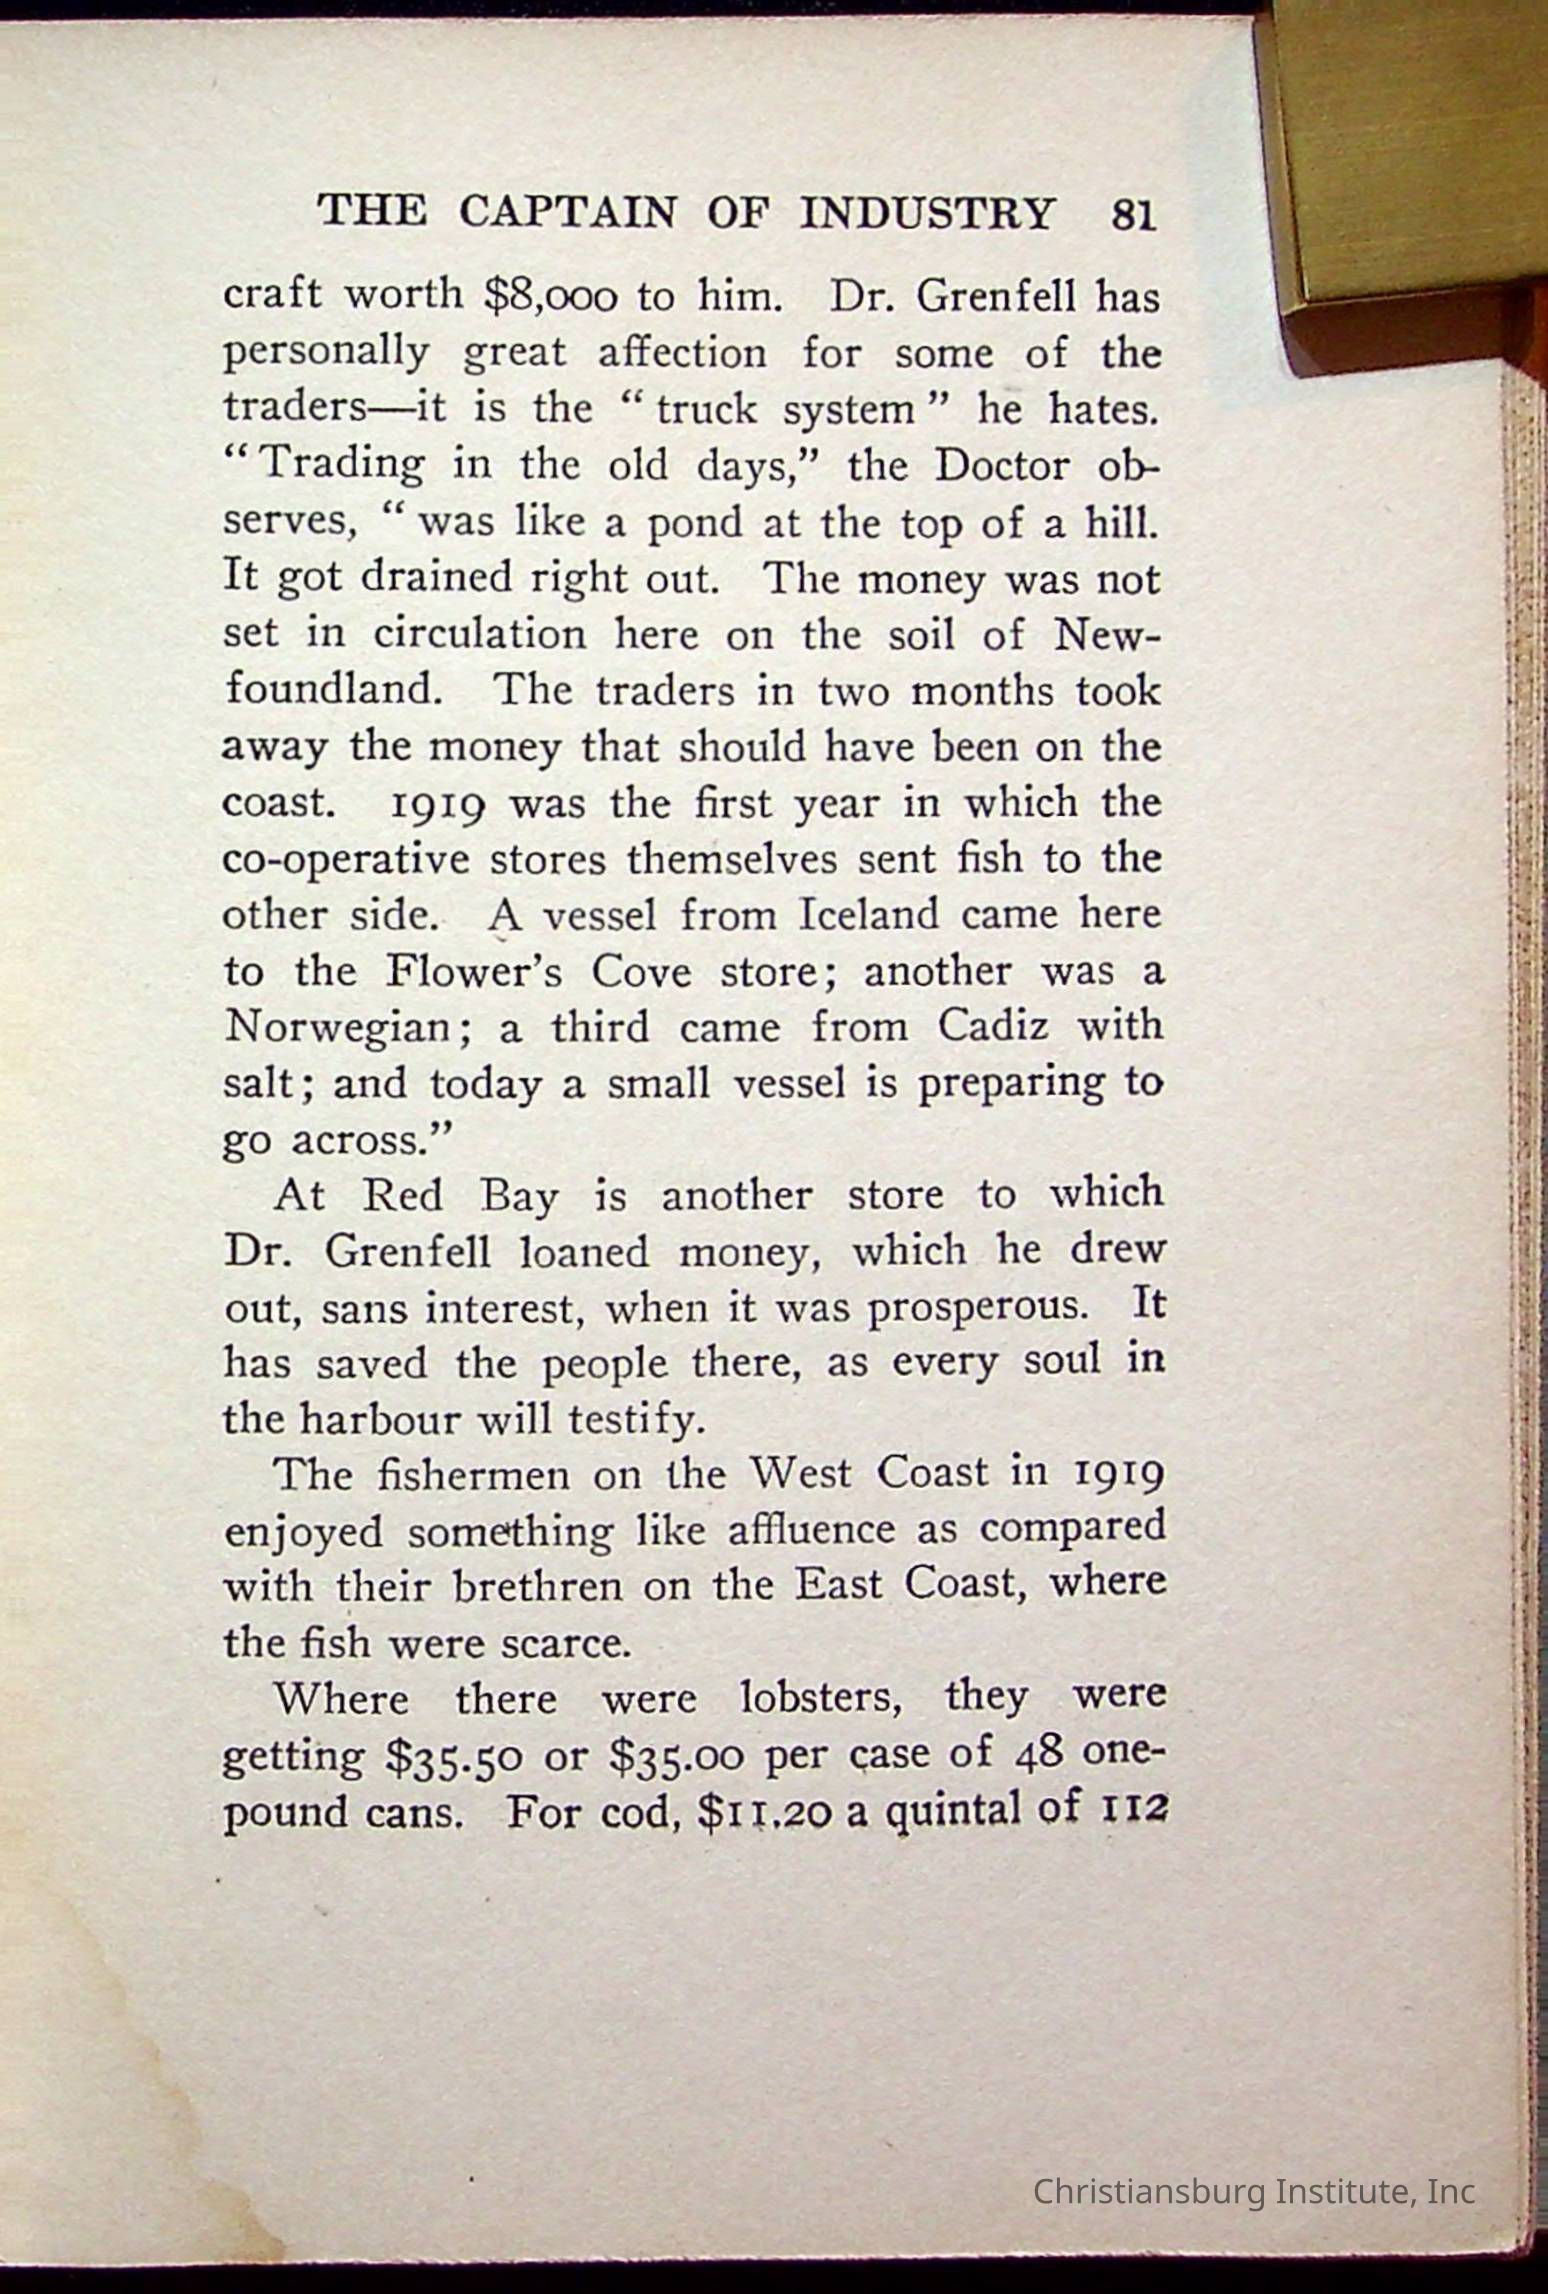 THE CAPTAIN OF INDUSTRY 81
craft worth $8,000 to him. Dr. Grenfell has
personally great affection for some of the
traders—it is the “ truck system ” he hates.
“ Trading in the old days,” the Doctor ob-
serves, “ was like a pond at the top of a hill.
It got drained right out. The money was not
set in circulation here on the soil of New-
foundland. The traders in two months took
away the money that should have been on the
coast. 1919 was the first year in which the
co-operative stores themselves sent fish to the
other side. A vessel from Iceland came here
to the Flower’s Cove store; another was a
Norwegian; a third came from Cadiz with
salt; and today a small vessel is preparing to
go across.”
At Red Bay is another store to which
Dr. Grenfell loaned money, which he drew
out, sans interest, when it was prosperous. It
has saved the people there, as every soul in
the harbour will testify.
The fishermen on the West Coast in 1919
enjoyed something like affluence as compared
with their brethren on the East Coast, where
the fish were scarce.
Where there were lobsters, they were
getting $35.50 or $35.00 per case of 48 one-
pound cans. For cod, $11.20 a quintal of 112
Christiansburg Institute, Inc